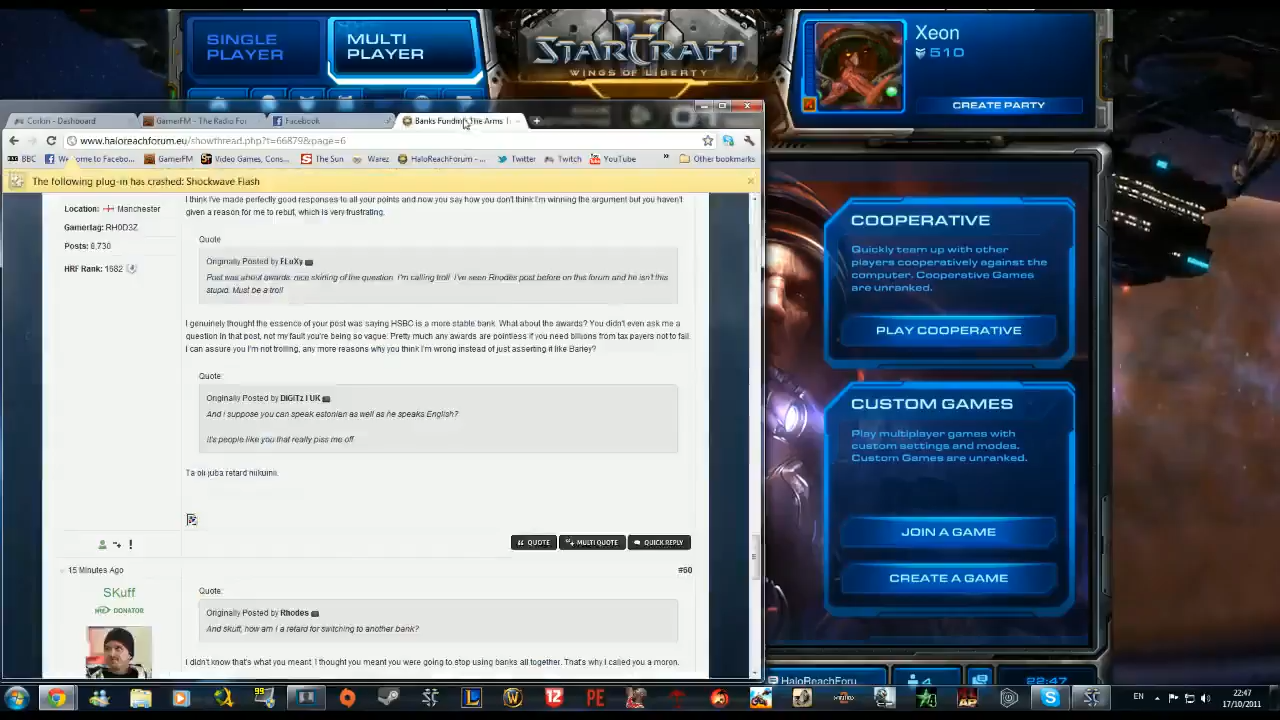 SINGLE PLAYER
MULTI PLAYER
STARCRAFT II
WINGS OF LIBERTY
Xeon
510
CREATE PARTY
Corkin - Dashboard
GamerFM - The Radio For
Facebook
Banks Funding The Arms T
www.haloreachforum.eu/showthread.php?t=66879&page=6
BBC
Welcome to Facebo...
GamerFM
Video Games, Cons...
The Sun
Warez
HaloReachForum - ...
Twitter
Twitch
YouTube
»
Other bookmarks
The following plug-in has crashed: Shockwave Flash
Location: Manchester
Gamertag: RH0D3Z
Posts: 6,730
HRF Rank: 1682
I think I've made perfectly good responses to all your points and now you say how you don't think I'm winning the argument but you haven't
given a reason for me to rebut, which is very frustrating.
Quote
Originally Posted by FLuXy
Post was about awards; nice skirting of the question. I'm calling troll. I've seen Rhodes post before on this forum and he isn't this
stupid. Must be a troll
I genuinely thought the essence of your post was saying HSBC is a more stable bank. What about the awards? You didn't even ask me a
question in that post, not my fault you're being so vague. Pretty much any awards are pointless if you need billions from tax payers not to fail.
I can assure you I'm not trolling, any more reasons why you think I'm wrong instead of just asserting it like Barley?
Quote:
Originally Posted by DiGiTz I UK
And i suppose you can speak estonian as well as he speaks English?
it's people like you that really piss me off
Ta oli juba retard niikuinii.
QUOTE
MULTI QUOTE
QUICK REPLY
15 Minutes Ago
#60
SKuff
DONATOR
Quote:
Originally Posted by Rhodes
And skuff, how am I a retard for switching to another bank?
I didn't know that's what you meant, I thought you meant you were going to stop using banks all together. That's why I called you a moron.
COOPERATIVE
Quickly team up with other
players cooperatively against the
computer. Cooperative Games
are unranked.
PLAY COOPERATIVE
CUSTOM GAMES
Play multiplayer games with
custom settings and modes.
Custom Games are unranked.
JOIN A GAME
CREATE A GAME
HaloReachForu
4
22:47
99
12
PE
AP
EN
22:47
17/10/2011